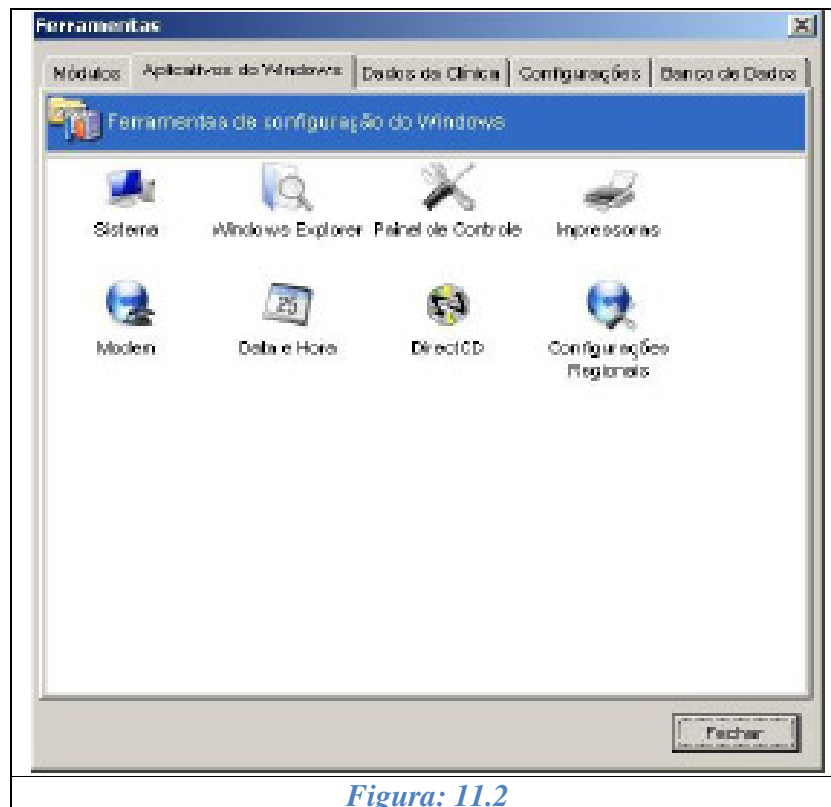 Ferramentas
Módulos Aplicativos do Windows Dados da Clínica Configurações Banco de Dados
Ferramentas de configuração do Windows
Sistema Windows Explorer Painel de Controle Impressoras
Modem Data e Hora DirectCD Configurações
Regionais
25
Fechar
Figura: 11.2